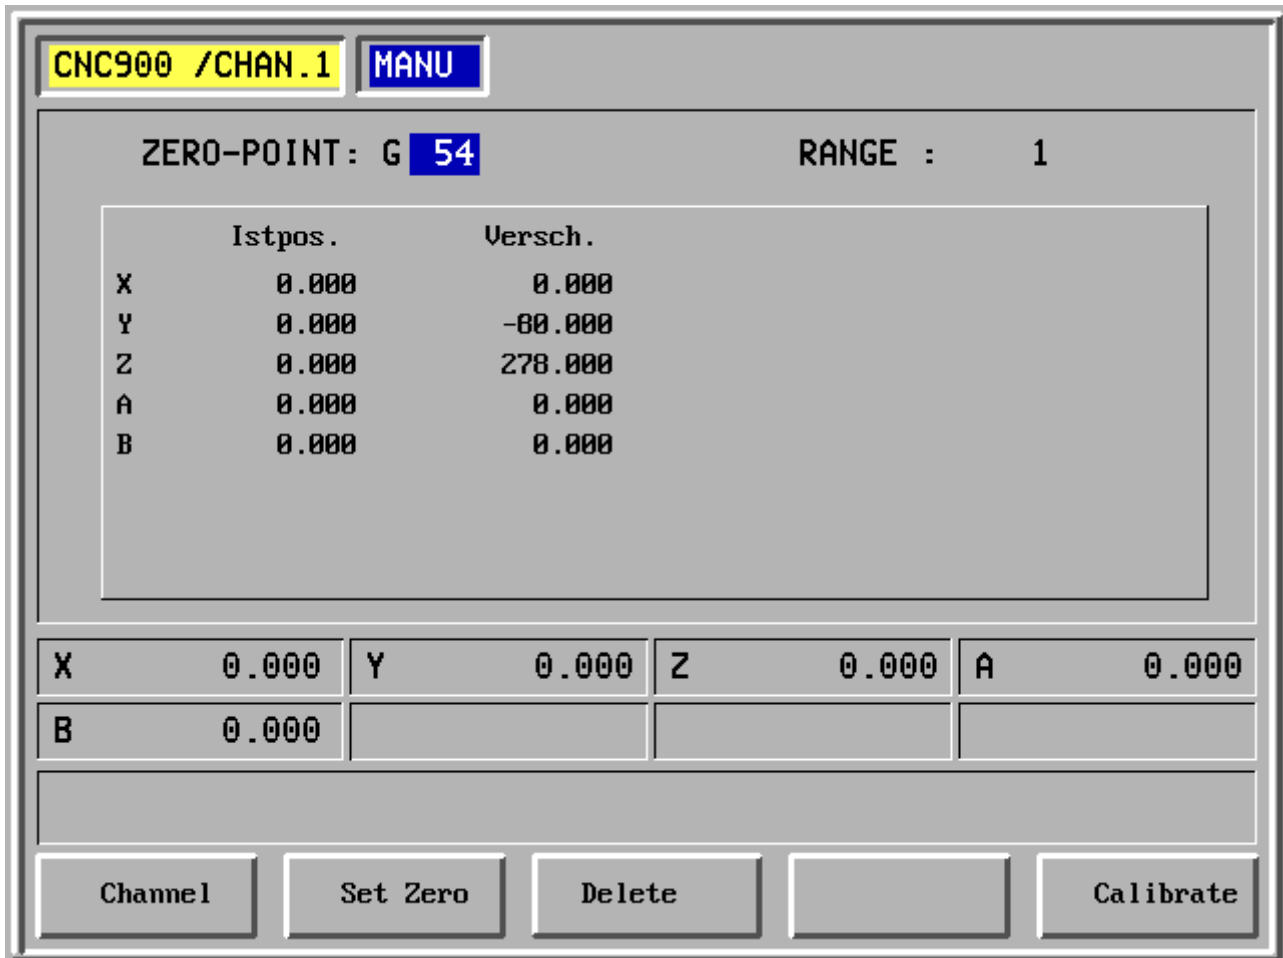 CNC900 /CHAN.1 MANU
ZERO-POINT: G 54 RANGE : 1
Istpos. Versch.
X 0.000 0.000
Y 0.000 -80.000
Z 0.000 278.000
A 0.000 0.000
B 0.000 0.000
X 0.000 Y 0.000 Z 0.000 A 0.000
B 0.000
Channel Set Zero Delete Calibrate